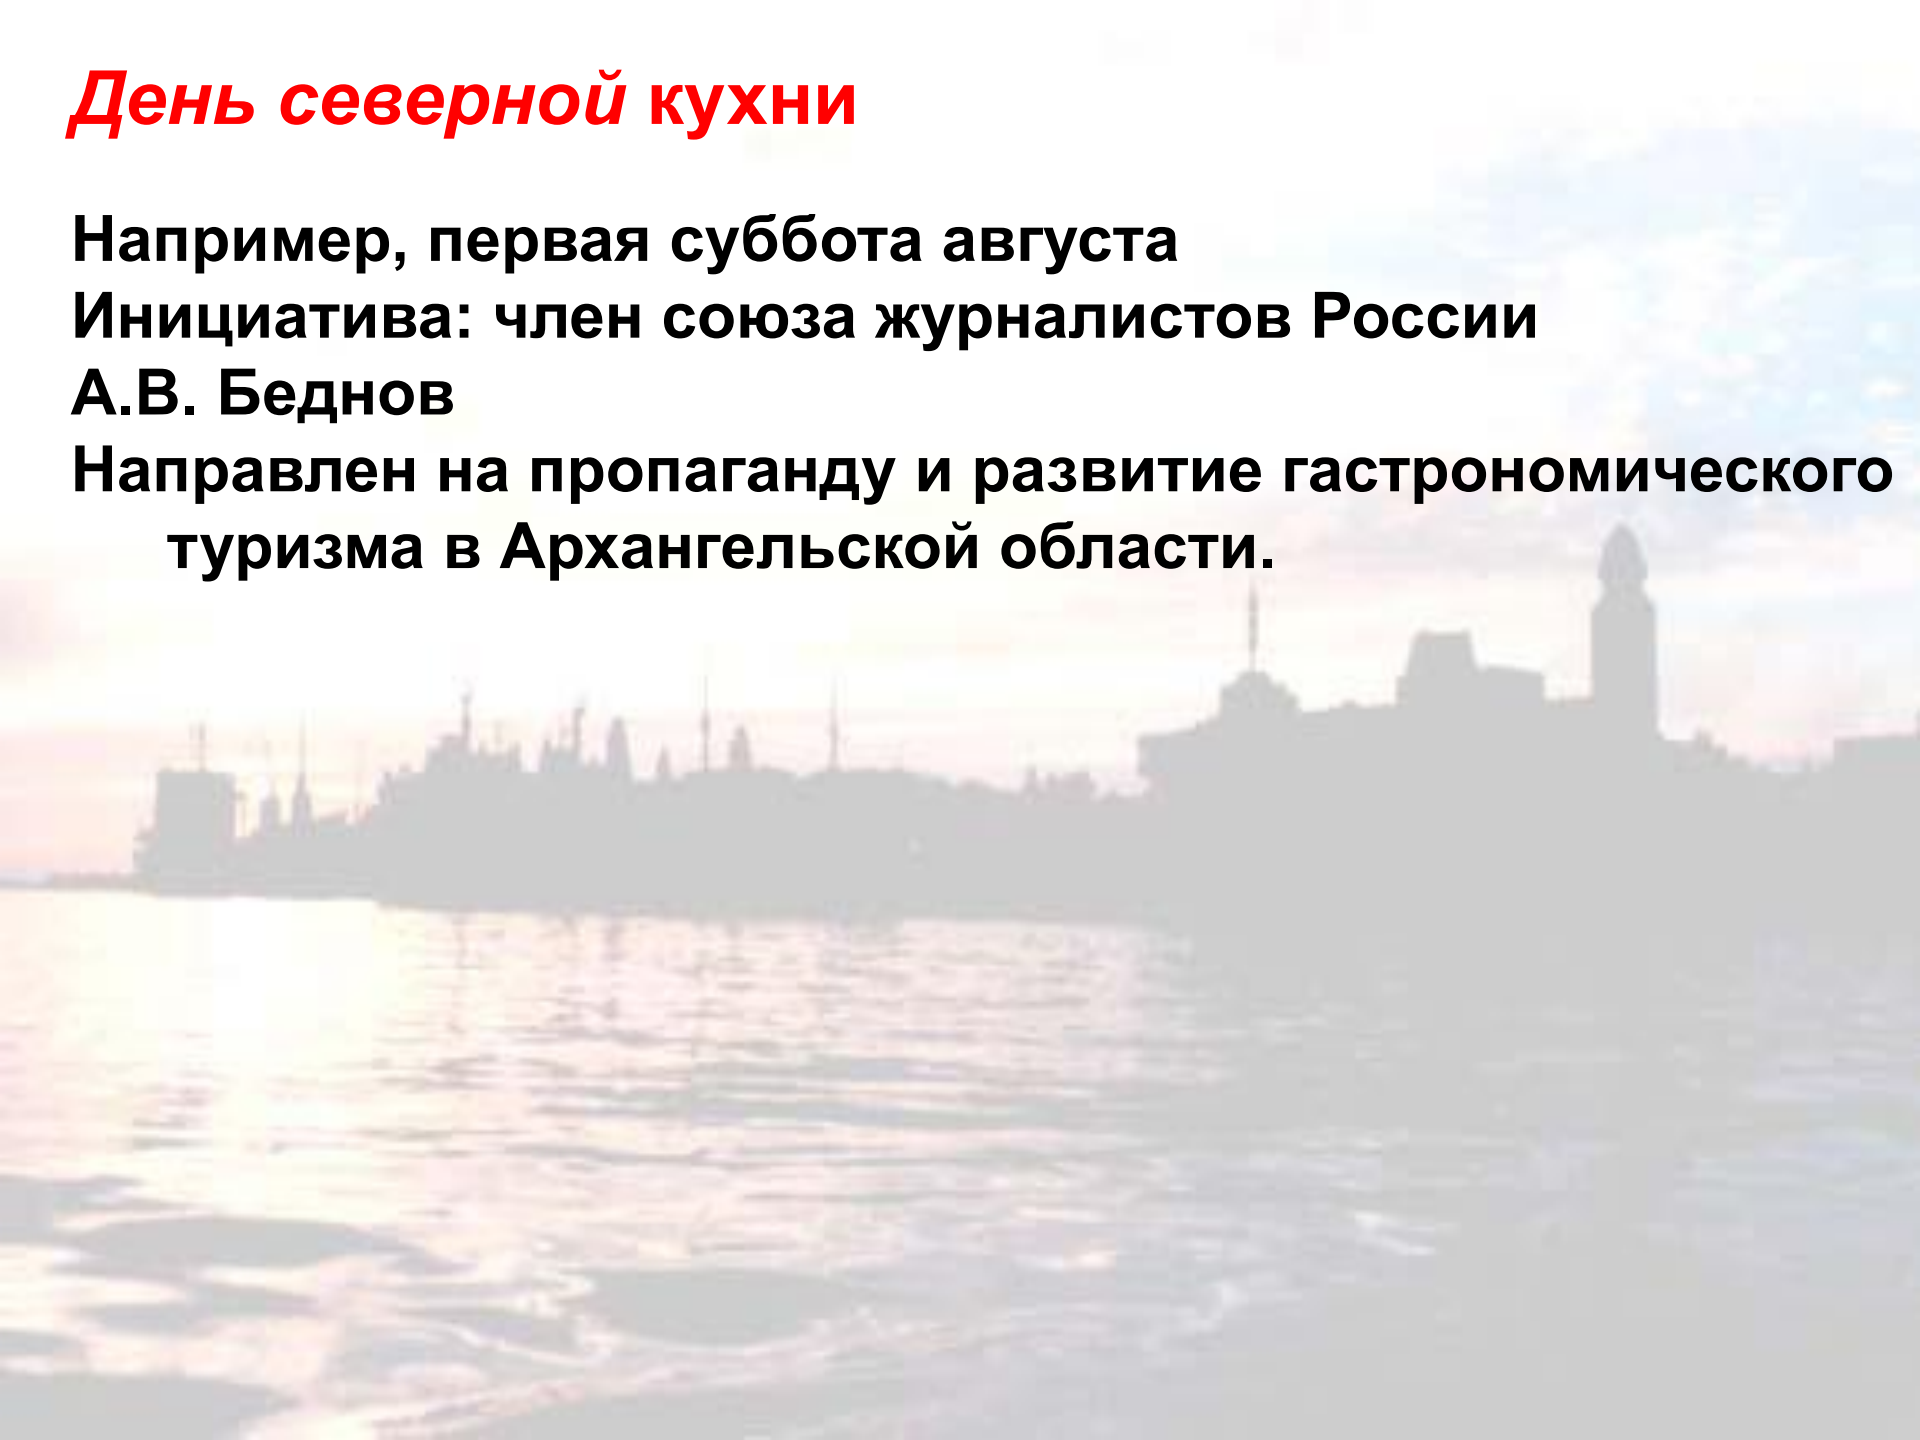 День северной кухни
Например, первая суббота августа
Инициатива: член союза журналистов России
А.В. Беднов
Направлен на пропаганду и развитие гастрономического
туризма в Архангельской области.